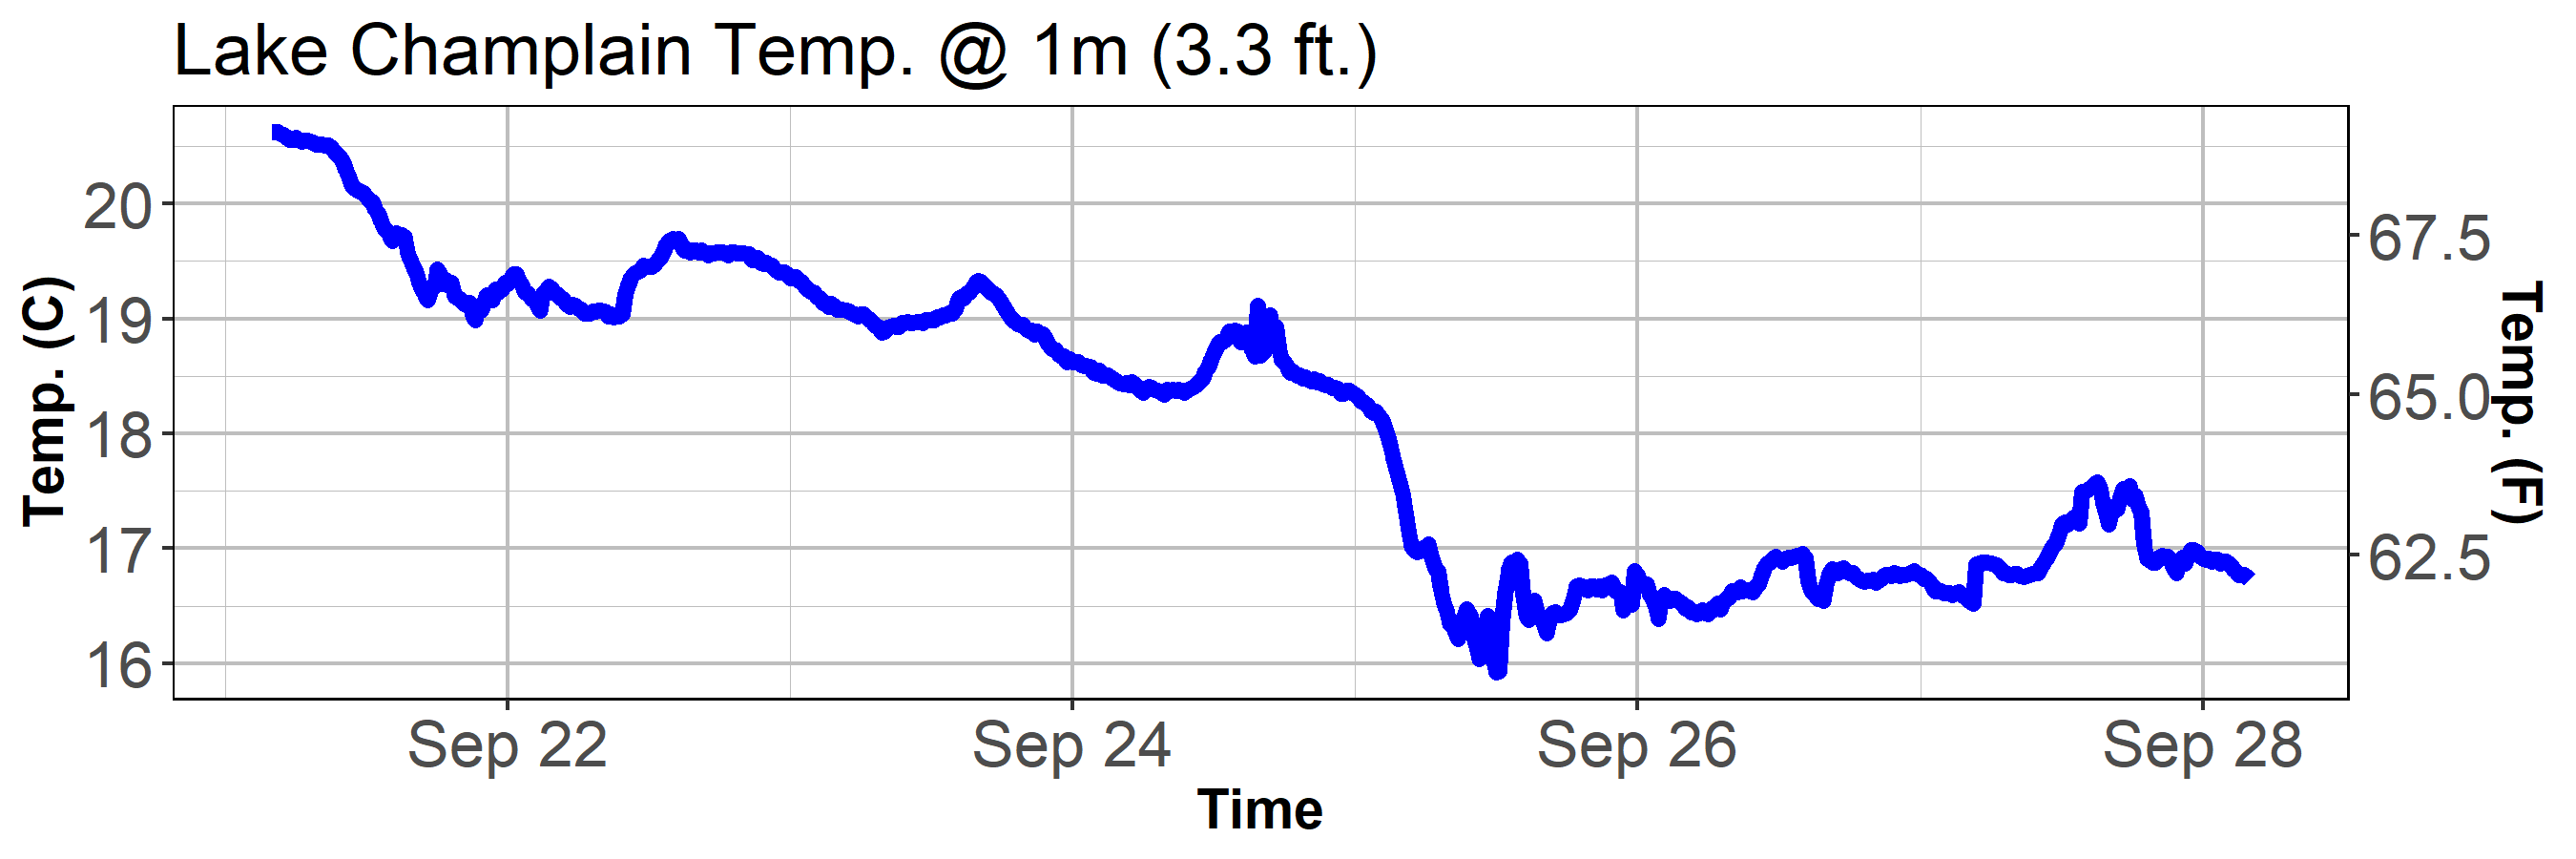 Lake Champlain Temp. @ 1m (3.3 ft.)
Temp. (C)
20
19
18
17
16
67.5
65.0
62.5
Temp. (F)
Sep 22
Sep 24
Sep 26
Sep 28
Time